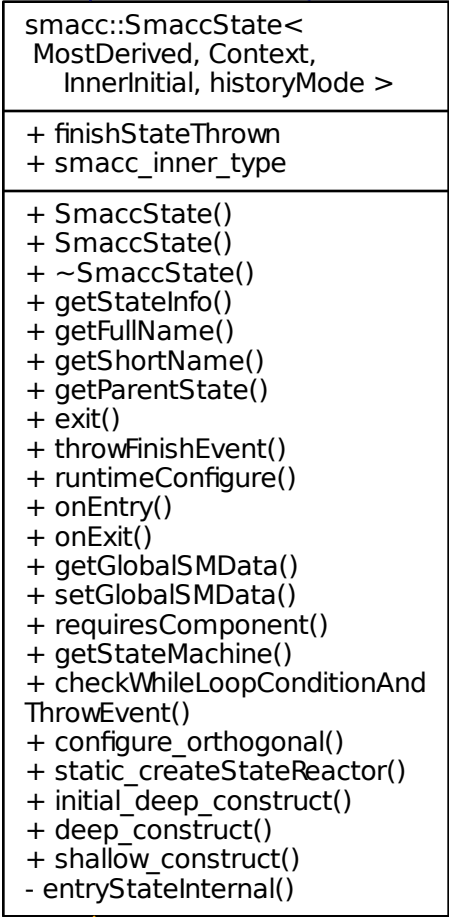 smacc::SmaccState<
MostDerived, Context,
InnerInitial, historyMode >
+ finishStateThrown
+ smacc_inner_type
+ SmaccState()
+ SmaccState()
+ ~SmaccState()
+ getStateInfo()
+ getFullName()
+ getShortName()
+ getParentState()
+ exit()
+ throwFinishEvent()
+ runtimeConfigure()
+ onEntry()
+ onExit()
+ getGlobalSMData()
+ setGlobalSMData()
+ requiresComponent()
+ getStateMachine()
+ checkWhileLoopConditionAnd
ThrowEvent()
+ configure_orthogonal()
+ static_createStateReactor()
+ initial_deep_construct()
+ deep_construct()
+ shallow_construct()
- entryStateInternal()